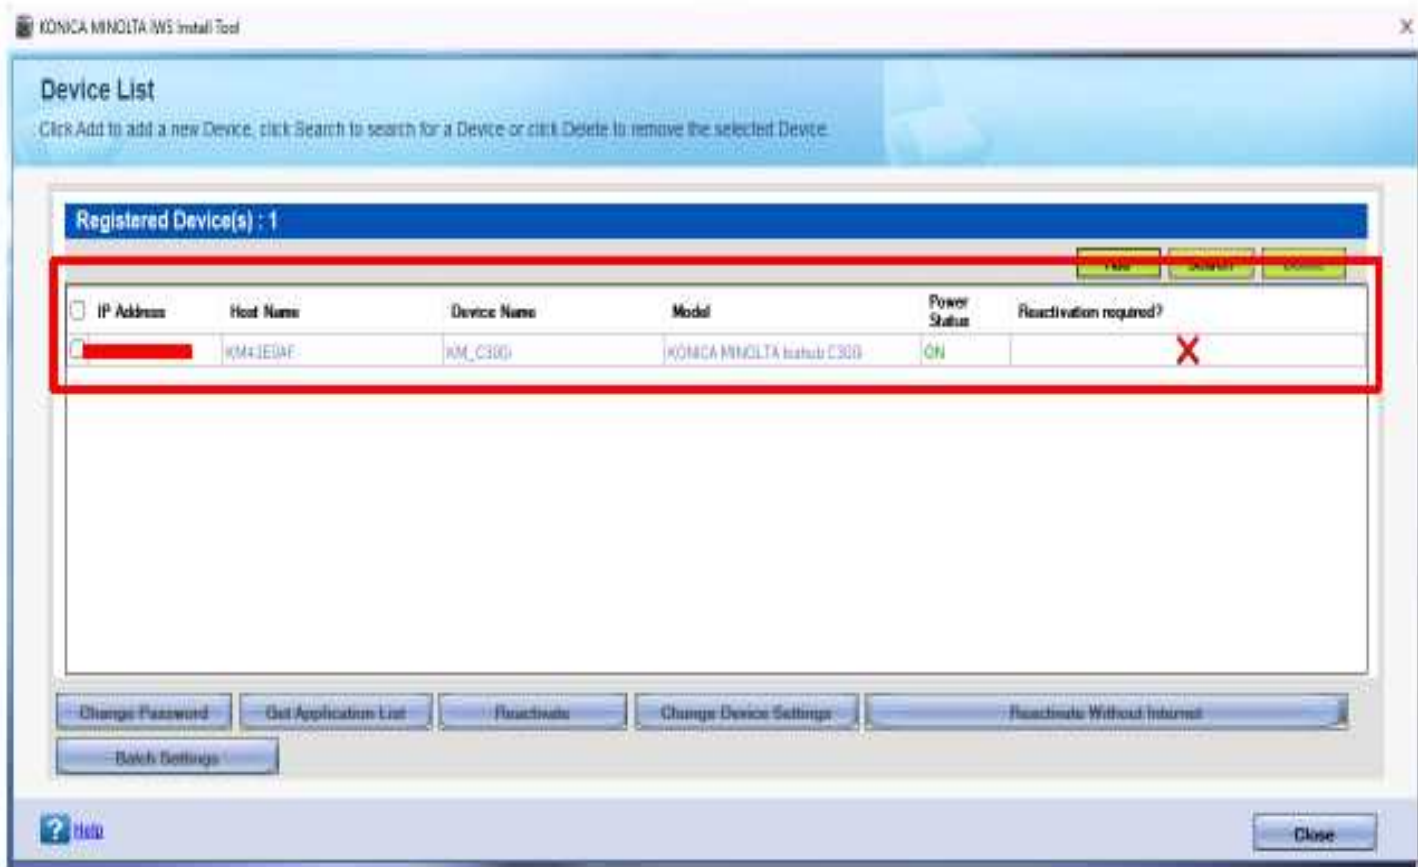 KONICA MINOLTA IWS Install Tool
Device List
Click Add to add a new Device, click Search to search for a Device or click Delete to remove the selected Device.
Registered Device(s) : 1
Add Search Delete
IP Address Host Name Device Name Model Power Status Reactivation required?
KONICA MINOLTA bizhub C300i ON
Change Password Get Application List Reactivate Change Device Settings Reactivate Without Internet
Batch Settings
? Help
Close